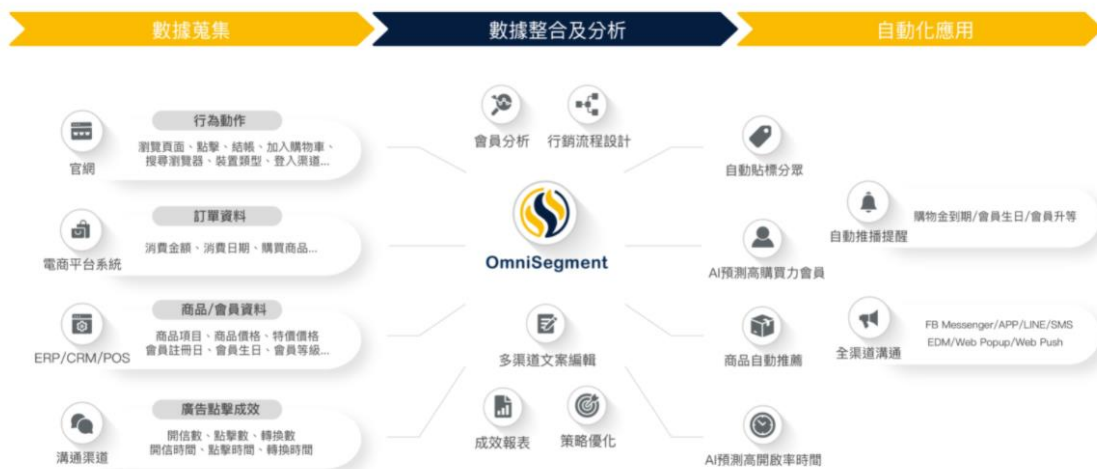 數據蒐集
數據整合及分析
自動化應用
行為動作
瀏覽頁面、點擊、結帳、加入購物車、
搜尋瀏覽器、裝置類型、登入渠道...
官網
訂單資料
消費金額、消費日期、購買商品...
電商平台系統
商品/會員資料
商品項目、商品價格、特價價格
會員註冊日、會員生日、會員等級...
ERP/CRM/POS
廣告點擊成效
開信數、點擊數、轉換數
開信時間、點擊時間、轉換時間
溝通渠道
會員分析
行銷流程設計
OmniSegment
多渠道文案編輯
成效報表
策略優化
自動貼標分眾
AI預測高購買力會員
商品自動推薦
AI預測高開啟率時間
自動推播提醒
購物金到期/會員生日/會員升等
全渠道溝通
FB Messenger/APP/LINE/SMS
EDM/Web Popup/Web Push